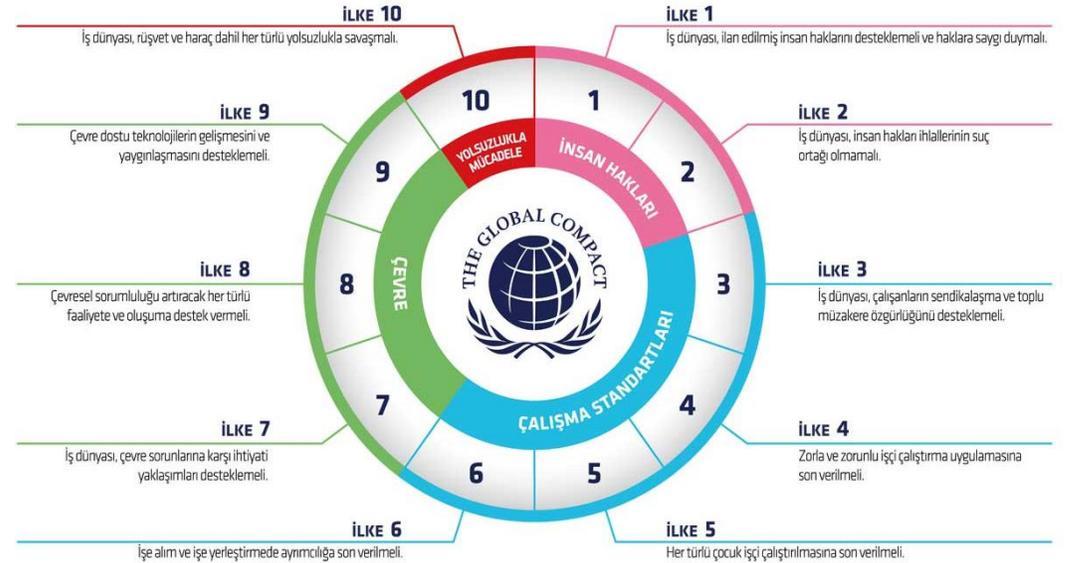 İLKE 10
İş dünyası, rüşvet ve haraç dahil her türlü yolsuzlukla savaşmalı.
İLKE 1
İş dünyası, ilan edilmiş insan haklarını desteklemeli ve haklara saygı duymalı.
İLKE 9
Çevre dostu teknolojilerin gelişmesini ve
yaygınlaşmasını desteklemeli.
İLKE 2
İş dünyası, insan hakları ihlallerinin suç
ortağı olmamalı.
İLKE 8
Çevresel sorumluluğu artıracak her türlü
faaliyete ve oluşuma destek vermeli.
İLKE 3
İş dünyası, çalışanların sendikalaşma ve toplu
müzakere özgürlüğünü desteklemeli.
İLKE 7
İş dünyası, çevre sorunlarına karşı ihtiyati
yaklaşımları desteklemeli.
İLKE 4
Zorla ve zorunlu işçi çalıştırma uygulamasına
son verilmeli.
İLKE 6
İşe alım ve işe yerleştirmede ayrımcılığa son verilmeli.
İLKE 5
Her türlü çocuk işçi çalıştırılmasına son verilmeli.
10
1
9
2
8
3
7
4
6
5
YOLSUZLUKLA
MÜCADELE
İNSAN HAKLARI
ÇEVRE
ÇALIŞMA STANDARTLARI
THE GLOBAL COMPACT